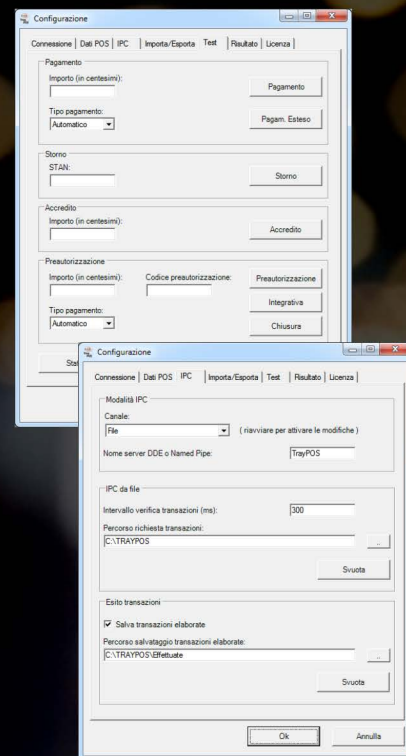 Configurazione
Connessione | Dati POS | IPC | Importa/Esporta Test | Risultato | Licenza
Pagamento
Importo (in centesimi):
Pagamento
Tipo pagamento:
Automatico
Pagam. Esteso
Storno
STAN:
Storno
Accredito
Importo (in centesimi):
Accredito
Preautorizzazione
Importo (in centesimi): Codice preautorizzazione:
Preautorizzazione
Integrativa
Tipo pagamento:
Automatico
Chiusura
Configurazione
Connessione | Dati POS IPC | Importa/Esporta | Test | Risultato | Licenza
Modalità IPC
Canale:
File ( riavviare per attivare le modifiche )
Nome server DDE o Named Pipe: TrayPOS
IPC da file
Intervallo verifica transazioni (ms): 300
Percorso richiesta transazioni:
C:\TRAYPOS ..
Svuota
Esito transazioni
Salva transazioni elaborate
Percorso salvataggio transazioni elaborate:
C:\TRAYPOS\Effettuate ..
Svuota
Ok Annulla